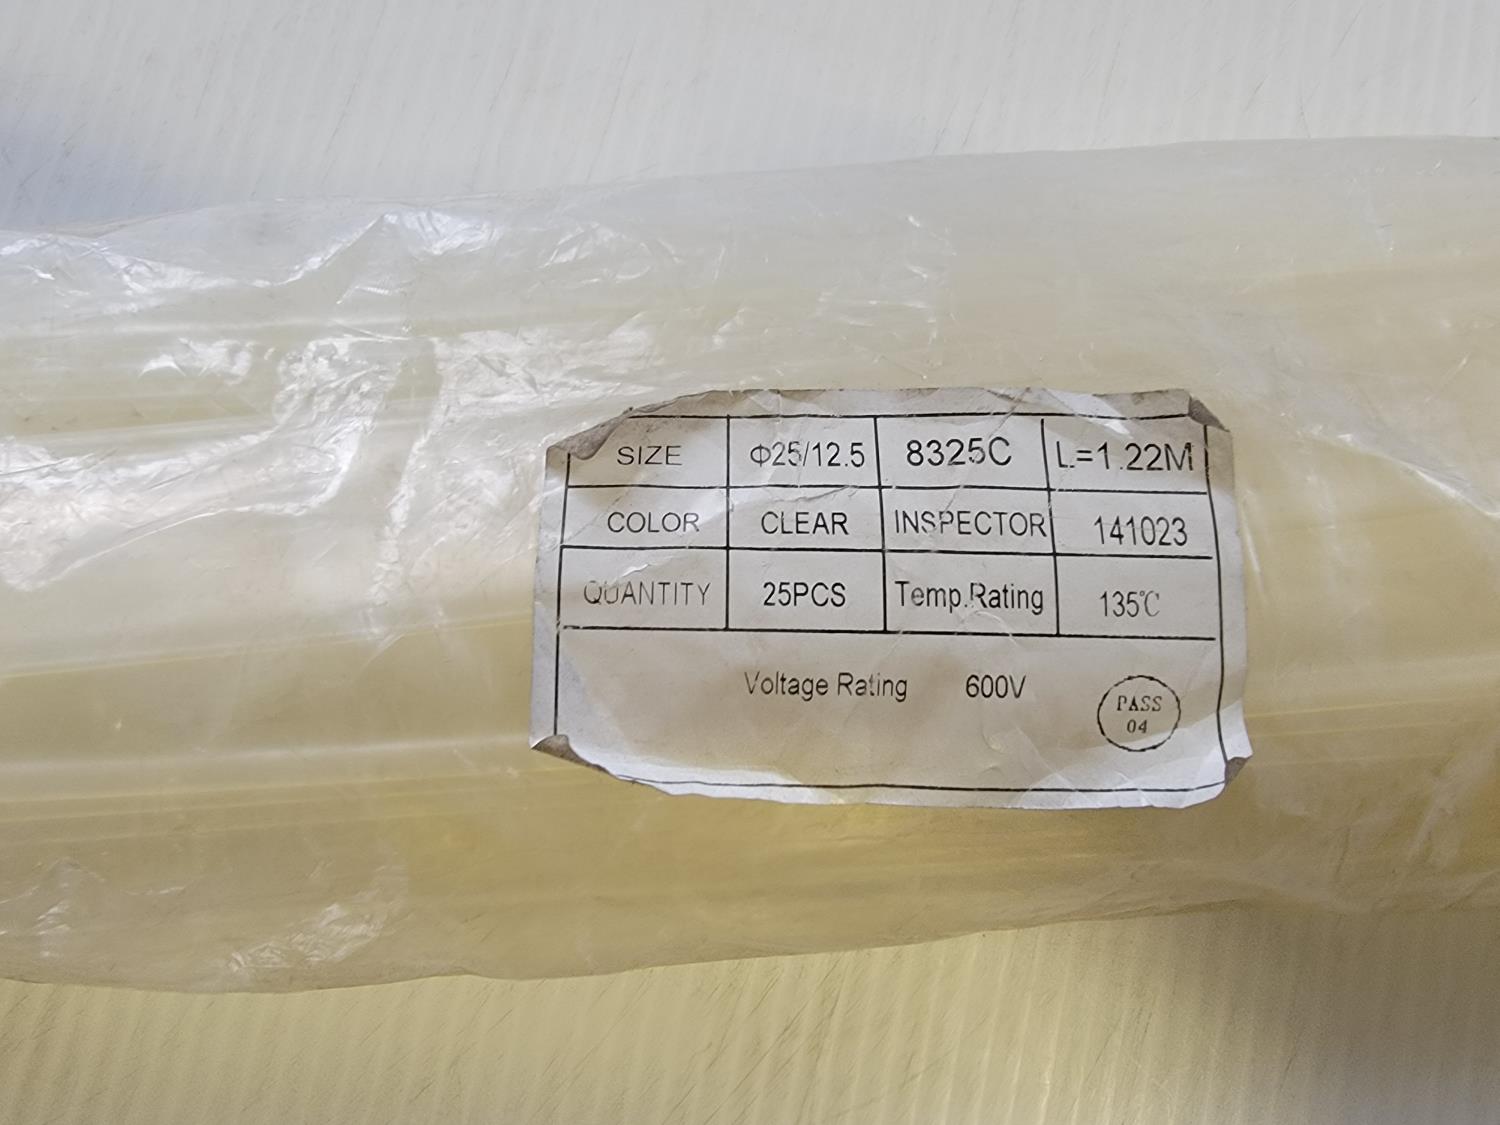 SIZE Φ25/12.5 8325C L=1.22M
COLOR CLEAR INSPECTOR 141023
QUANTITY 25PCS Temp.Rating 135℃
Voltage Rating 600V
PASS
04